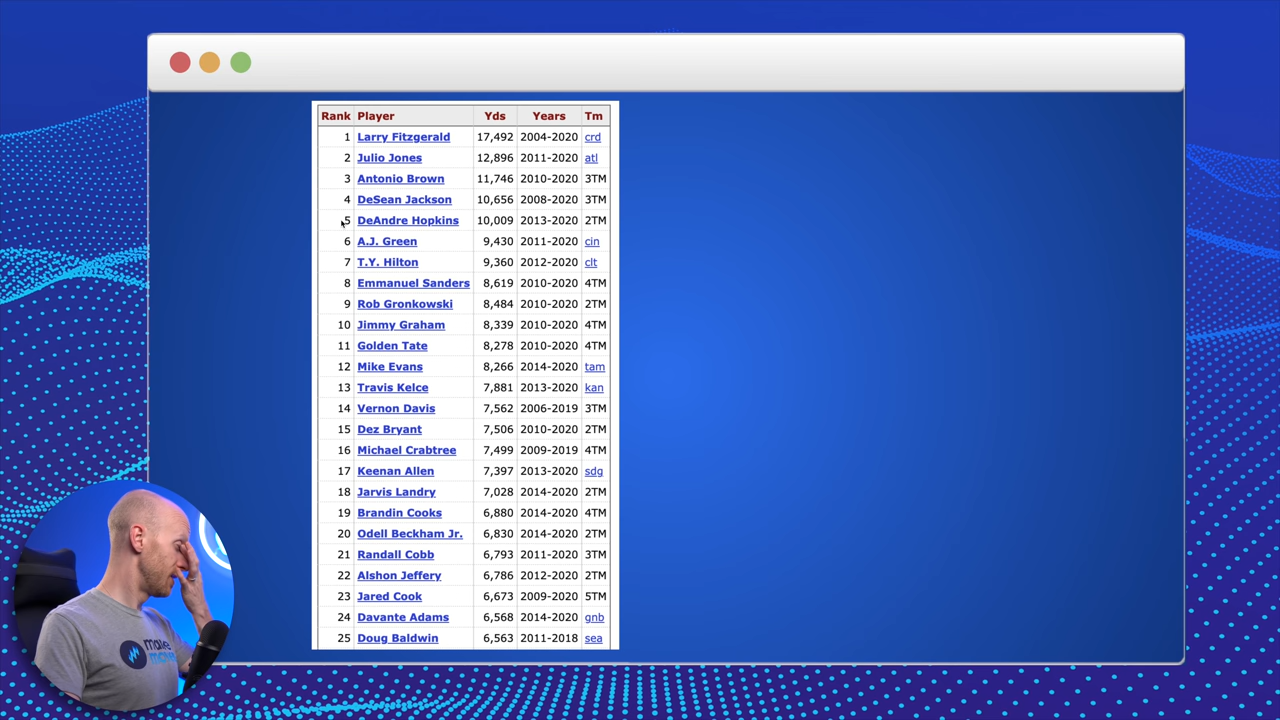 Rank Player Yds Years Tm
1 Larry Fitzgerald 17,492 2004-2020 crd
2 Julio Jones 12,896 2011-2020 atl
3 Antonio Brown 11,746 2010-2020 3TM
4 DeSean Jackson 10,656 2008-2020 3TM
5 DeAndre Hopkins 10,009 2013-2020 2TM
6 A.J. Green 9,430 2011-2020 cin
7 T.Y. Hilton 9,360 2012-2020 clt
8 Emmanuel Sanders 8,619 2010-2020 4TM
9 Rob Gronkowski 8,484 2010-2020 2TM
10 Jimmy Graham 8,339 2010-2020 4TM
11 Golden Tate 8,278 2010-2020 4TM
12 Mike Evans 8,266 2014-2020 tam
13 Travis Kelce 7,881 2013-2020 kan
14 Vernon Davis 7,562 2006-2019 3TM
15 Dez Bryant 7,506 2010-2020 2TM
16 Michael Crabtree 7,499 2009-2019 4TM
17 Keenan Allen 7,397 2013-2020 sdg
18 Jarvis Landry 7,028 2014-2020 2TM
19 Brandin Cooks 6,880 2014-2020 4TM
20 Odell Beckham Jr. 6,830 2014-2020 2TM
21 Randall Cobb 6,793 2011-2020 3TM
22 Alshon Jeffery 6,786 2012-2020 2TM
23 Jared Cook 6,673 2009-2020 5TM
24 Davante Adams 6,568 2014-2020 gnb
25 Doug Baldwin 6,563 2011-2018 sea